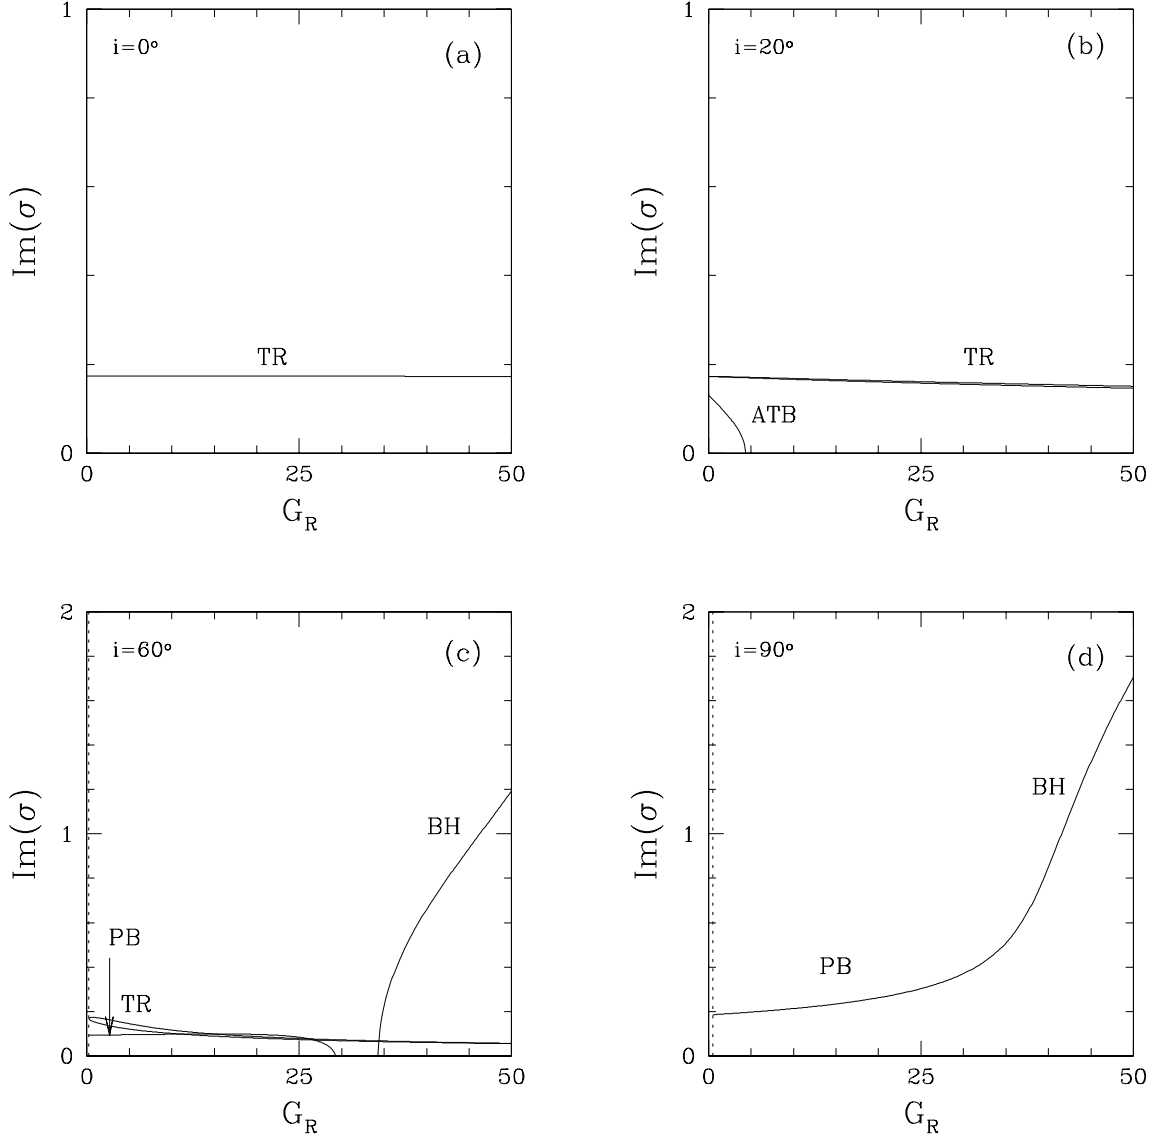 1
i=0°
(a)
Im(σ)
TR
0
0
25
50
G_R
1
i=20°
(b)
Im(σ)
TR
ATB
0
0
25
50
G_R
2
i=60°
(c)
Im(σ)
BH
1
PB
TR
0
0
25
50
G_R
2
i=90°
(d)
Im(σ)
BH
1
PB
0
0
25
50
G_R